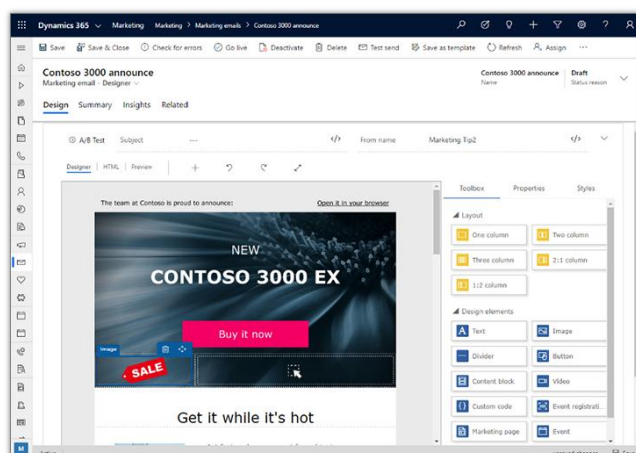 Dynamics 365 Marketing Marketing > Marketing emails > Contoso 3000 announce
Save Save & Close Check for errors Go live Deactivate Delete Test send Save as template Refresh Assign
Contoso 3000 announce
Marketing email · Designer
Contoso 3000 announce
Name
Draft
Status reason
Design Summary Insights Related
A/B Test Subject --- </> From name Marketing Tip2 </>
Designer HTML Preview
Toolbox Properties Styles
The team at Contoso is proud to announce: Open it in your browser
NEW
CONTOSO 3000 EX
Buy it now
Image
SALE
Get it while it's hot
Layout
One column Two column
Three column 2:1 column
1:2 column
Design elements
Text Image
Divider Button
Content block Video
Custom code Event registrati...
Marketing page Event
M